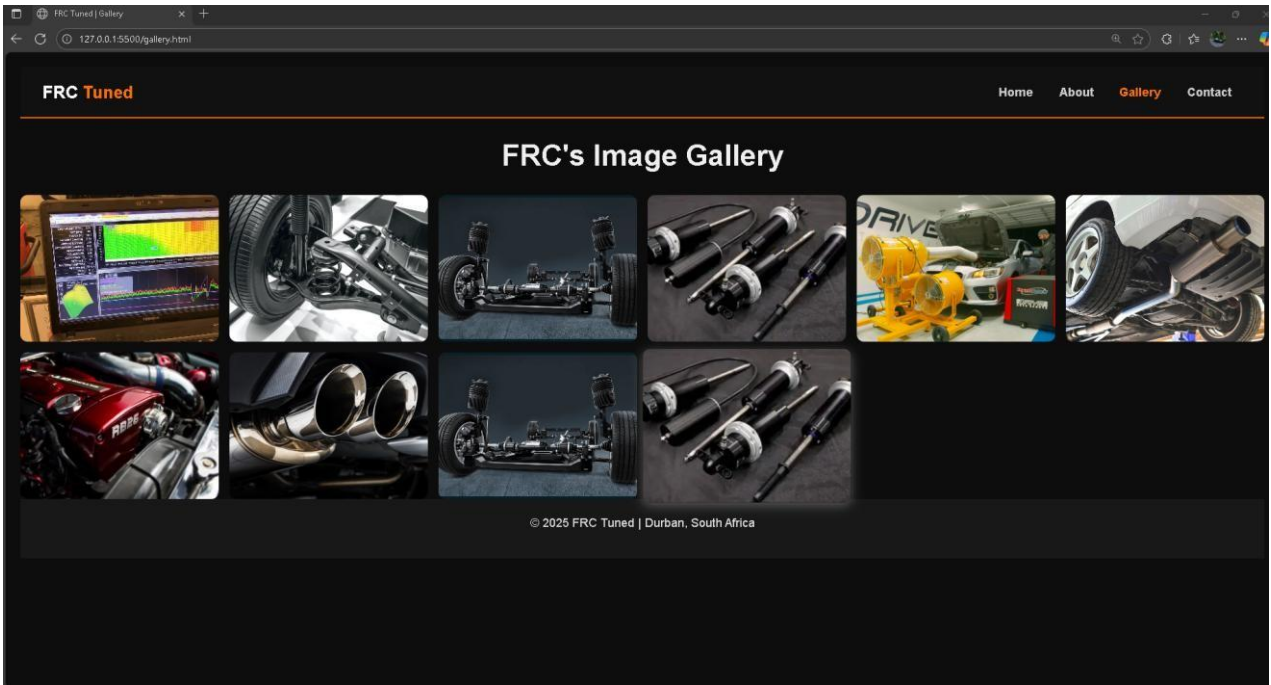 FRC Tuned | Gallery
127.0.0.1:5500/gallery.html
FRC Tuned
Home About Gallery Contact
FRC's Image Gallery
DRIVE
RB26
© 2025 FRC Tuned | Durban, South Africa